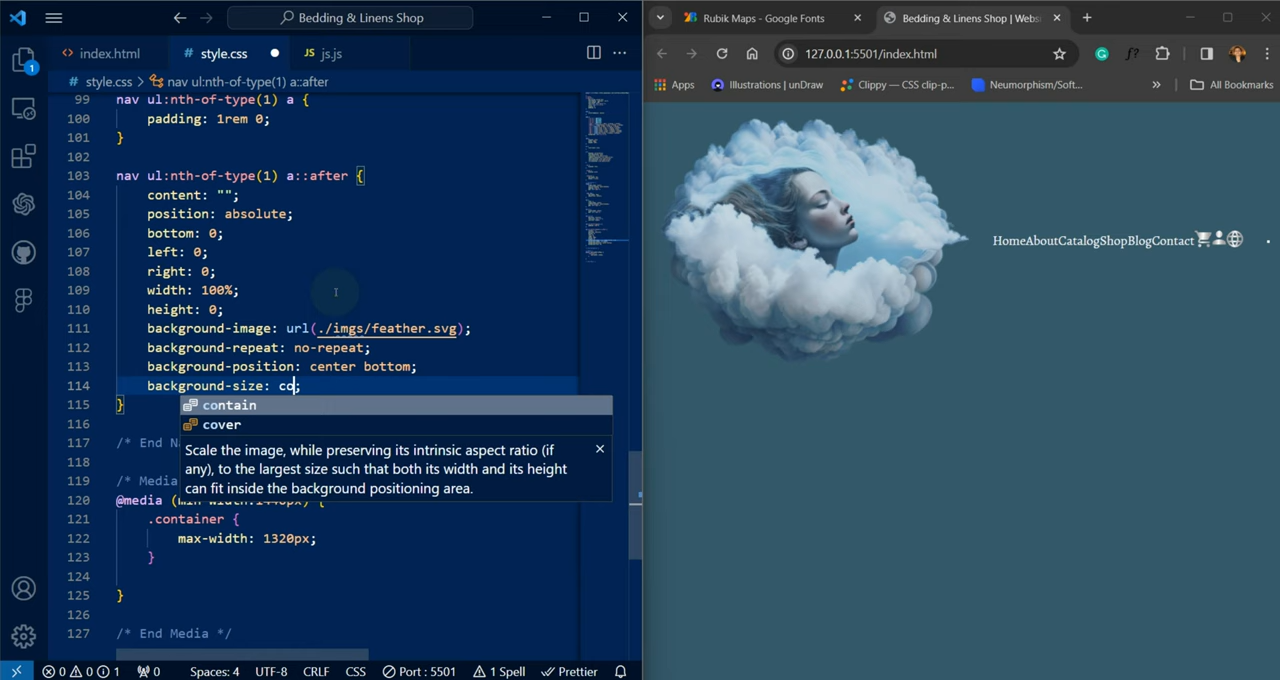 Bedding & Linens Shop
index.html
style.css
JS js.js
# style.css > nav ul:nth-of-type(1) a::after
99 nav ul:nth-of-type(1) a {
100 padding: 1rem 0;
101 }
102
103 nav ul:nth-of-type(1) a::after {
104 content: "";
105 position: absolute;
106 bottom: 0;
107 left: 0;
108 right: 0;
109 width: 100%;
110 height: 0;
111 background-image: url(./imgs/feather.svg);
112 background-repeat: no-repeat;
113 background-position: center bottom;
114 background-size: co;
115 }
contain
116
cover
117 /* End N
Scale the image, while preserving its intrinsic aspect ratio (if
118
any), to the largest size such that both its width and its height
119 /* Media
can fit inside the background positioning area.
120 @media (min-width:1440px) {
121 .container {
122 max-width: 1320px;
123 }
124
125 }
126
127 /* End Media */
1
0 0 1 0 Spaces: 4 UTF-8 CRLF CSS Port : 5501 1 Spell Prettier
Rubik Maps - Google Fonts
Bedding & Linens Shop | Websi
127.0.0.1:5501/index.html
f?
Apps
Illustrations | unDraw
Clippy — CSS clip-p...
Neumorphism/Soft...
»
All Bookmarks
HomeAboutCatalogShopBlogContact